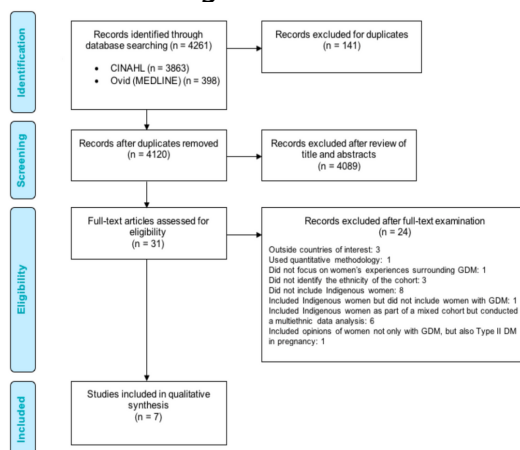 Identification
Records identified through
database searching (n = 4261)
• CINAHL (n = 3863)
• Ovid (MEDLINE) (n = 398)
Records excluded for duplicates
(n = 141)
Screening
Records after duplicates removed
(n = 4120)
Records excluded after review of
title and abstracts
(n = 4089)
Eligibility
Full-text articles assessed for
eligibility
(n = 31)
Records excluded after full-text examination
(n = 24)
Outside countries of interest: 3
Used quantitative methodology: 1
Did not focus on women's experiences surrounding GDM: 1
Did not identify the ethnicity of the cohort: 3
Did not include Indigenous women: 8
Included Indigenous women but did not include women with GDM: 1
Included Indigenous women as part of a mixed cohort but conducted
a multiethnic data analysis: 6
Included opinions of women not only with GDM, but also Type II DM
in pregnancy: 1
Included
Studies included in qualitative
synthesis
(n = 7)